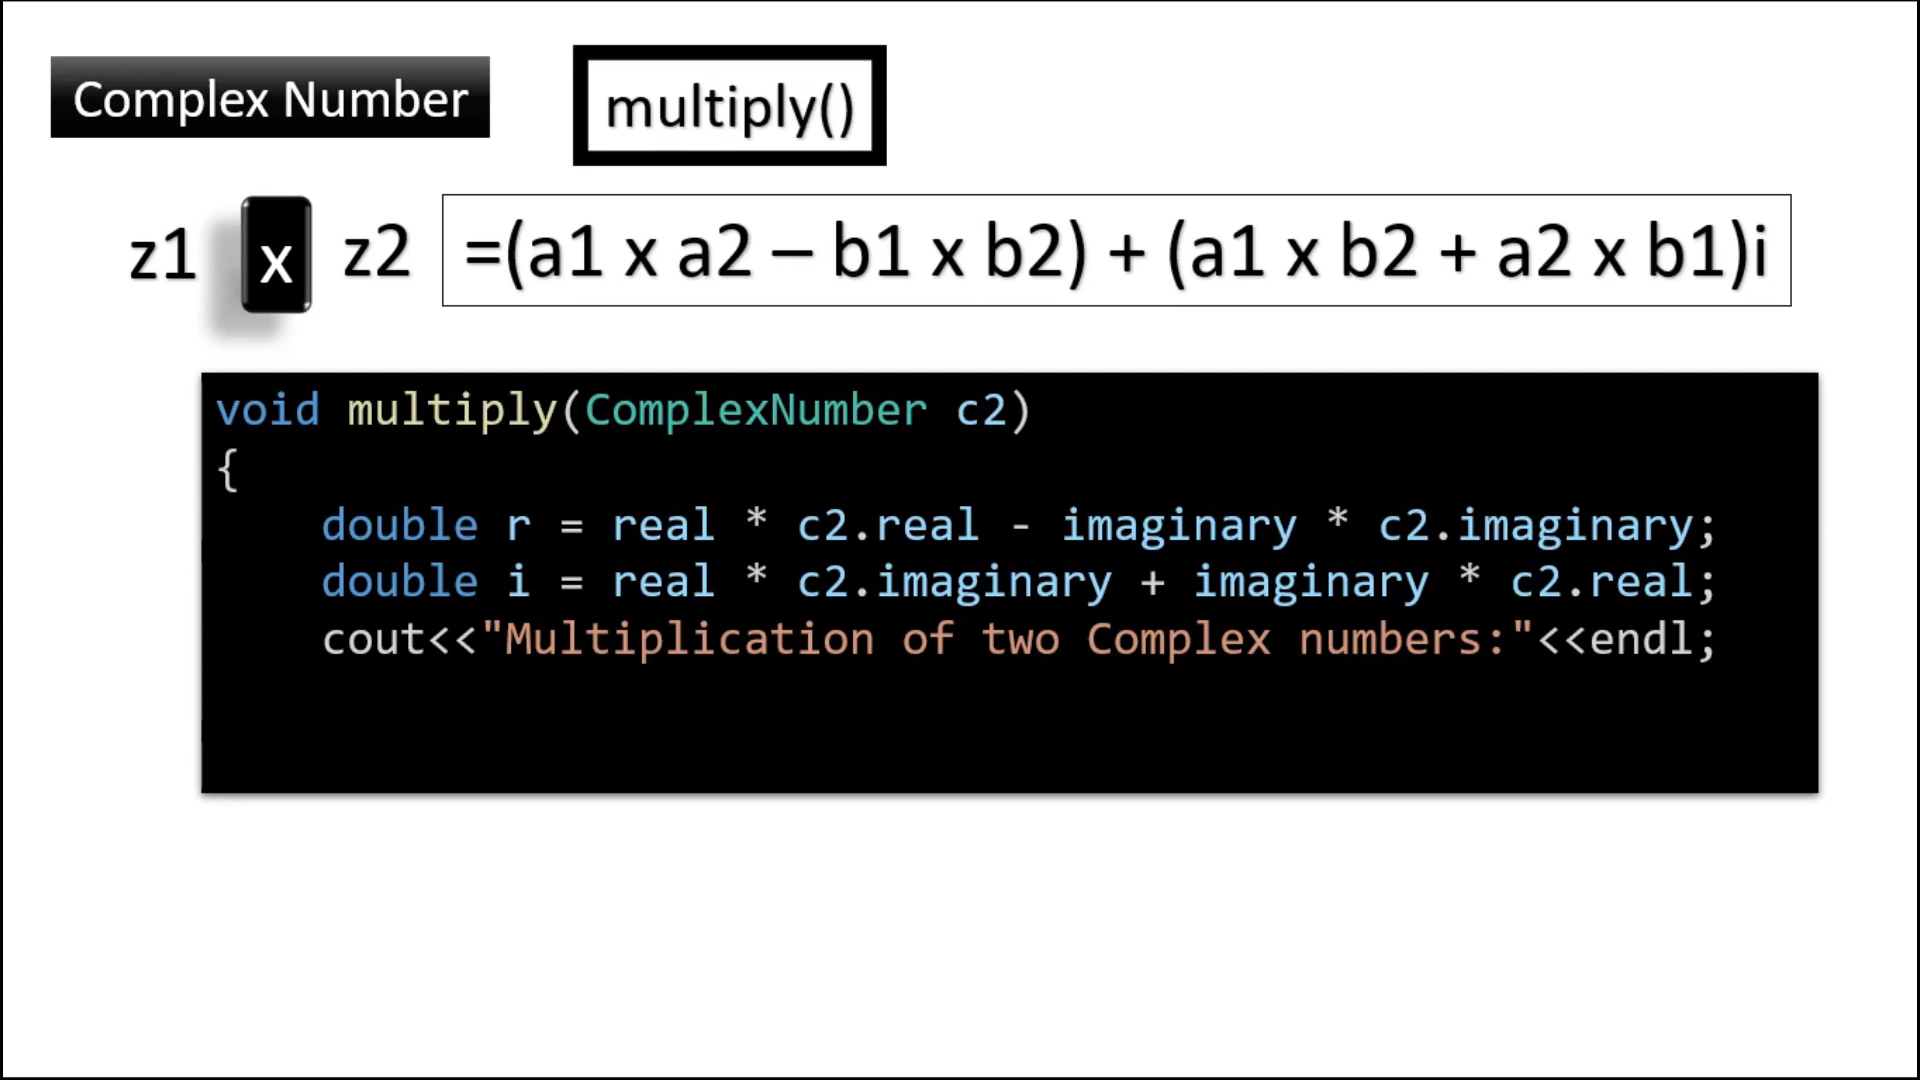 Complex Number
multiply()
z1 x z2 =(a1 x a2 – b1 x b2) + (a1 x b2 + a2 x b1)i
void multiply(ComplexNumber c2)
{
    double r = real * c2.real - imaginary * c2.imaginary;
    double i = real * c2.imaginary + imaginary * c2.real;
    cout<<"Multiplication of two Complex numbers:"<<endl;